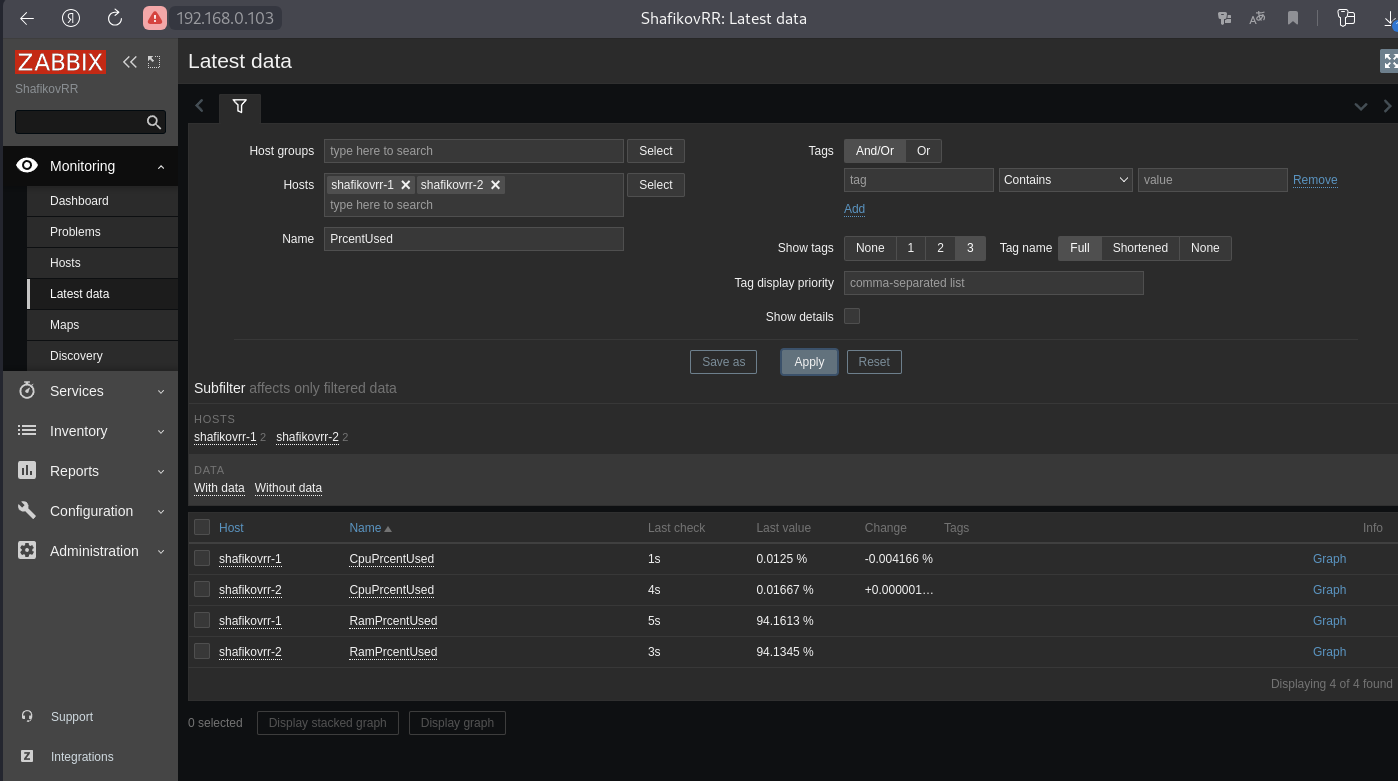 192.168.0.103
ShafikovRR: Latest data
ZABBIX
ShafikovRR
Monitoring
Dashboard
Problems
Hosts
Latest data
Maps
Discovery
Services
Inventory
Reports
Configuration
Administration
Support
Integrations
Latest data
Host groups type here to search Select
Hosts shafikovrr-1 shafikovrr-2 Select
type here to search
Name PrcentUsed
Tags And/Or Or
tag Contains value Remove
Add
Show tags None 1 2 3 Tag name Full Shortened None
Tag display priority comma-separated list
Show details
Save as Apply Reset
Subfilter affects only filtered data
HOSTS
shafikovrr-1 2 shafikovrr-2 2
DATA
With data Without data
Host Name Last check Last value Change Tags Info
shafikovrr-1 CpuPrcentUsed 1s 0.0125 % -0.004166 % Graph
shafikovrr-2 CpuPrcentUsed 4s 0.01667 % +0.000001… Graph
shafikovrr-1 RamPrcentUsed 5s 94.1613 % Graph
shafikovrr-2 RamPrcentUsed 3s 94.1345 % Graph
Displaying 4 of 4 found
0 selected Display stacked graph Display graph